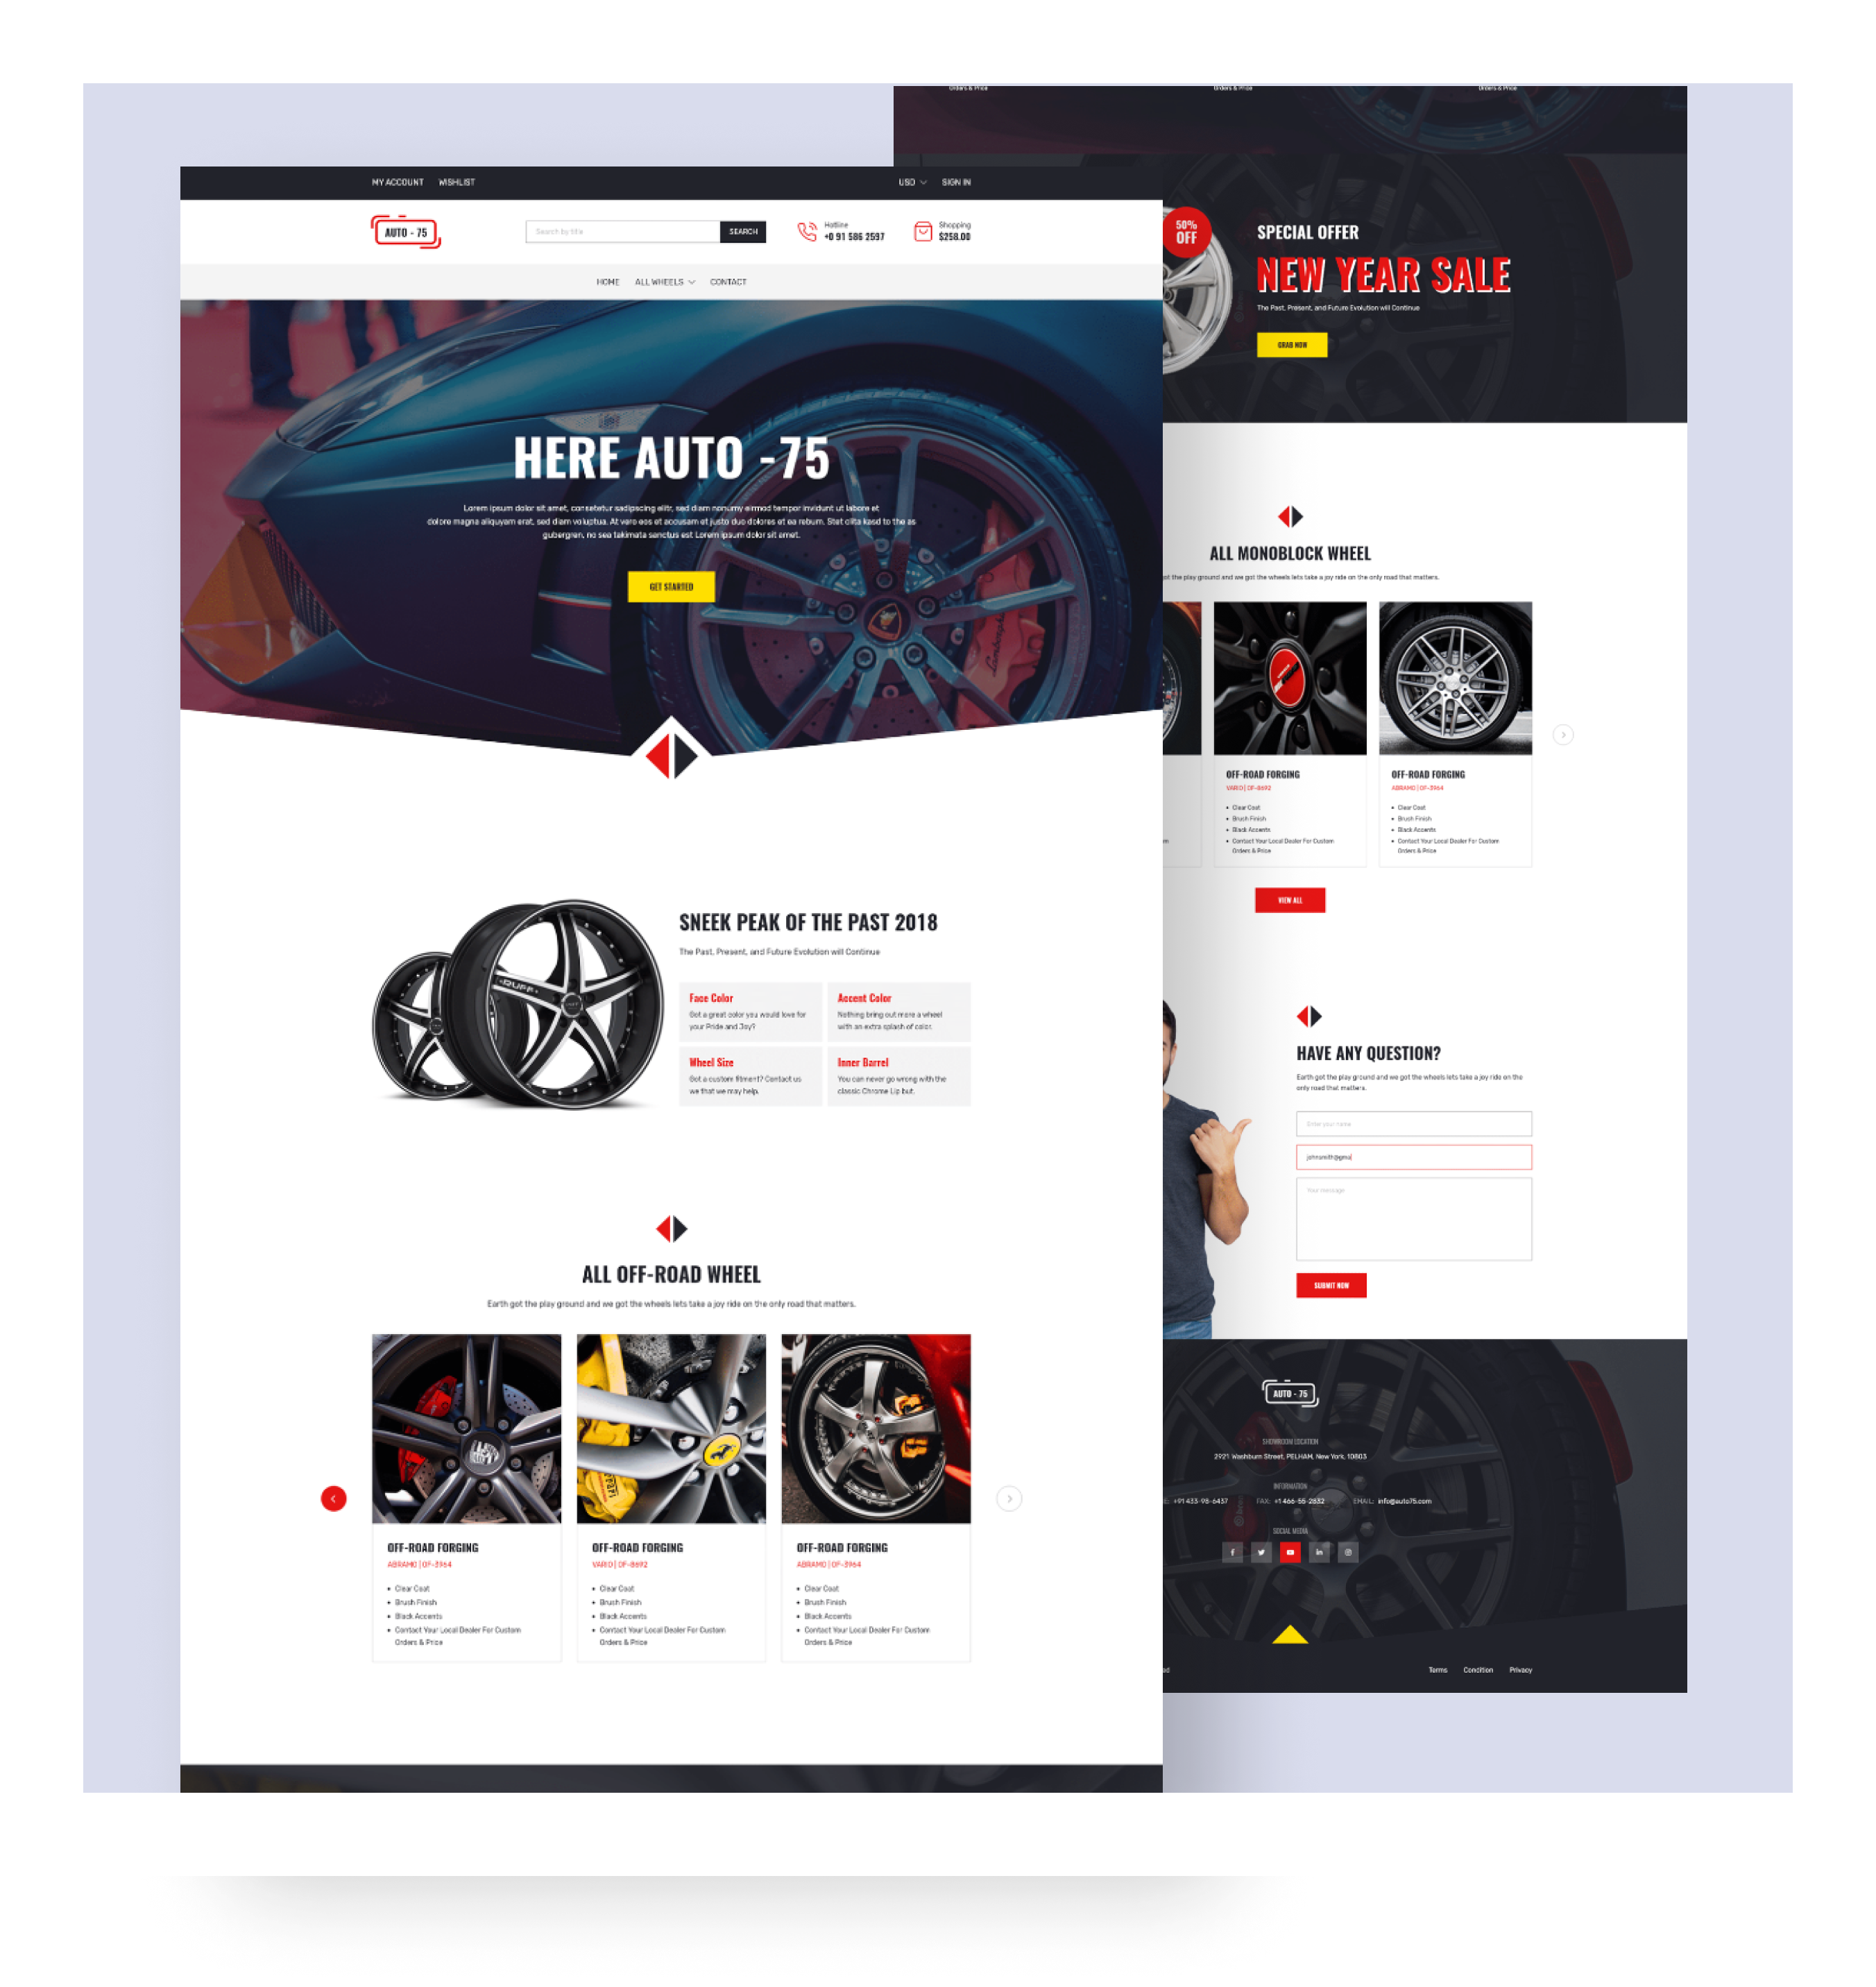 MY ACCOUNT WISHLIST USD SIGN IN
AUTO - 75
Search by title SEARCH
Hotline
+0 91 586 2597
Shopping
$258.00
HOME ALL WHEELS CONTACT
HERE AUTO -75
Lorem ipsum dolor sit amet, consetetur sadipscing elitr, sed diam nonumy eirmod tempor invidunt ut labore et
dolore magna aliquyam erat, sed diam voluptua. At vero eos et accusam et justo duo dolores et ea rebum. Stet clita kasd to the as
gubergren, no sea takimata sanctus est Lorem ipsum dolor sit amet.
GET STARTED
SNEEK PEAK OF THE PAST 2018
The Past, Present, and Future Evolution will Continue
RUFF
Face Color
Got a great color you would love for
your Pride and Joy?
Accent Color
Nothing bring out more a wheel
with an extra splash of color.
Wheel Size
Got a custom fitment? Contact us
we that we may help.
Inner Barrel
You can never go wrong with the
classic Chrome Lip but.
ALL OFF-ROAD WHEEL
Earth got the play ground and we got the wheels lets take a joy ride on the only road that matters.
OFF-ROAD FORGING
ABRAMO | OF-3964
• Clear Coat
• Brush Finish
• Black Accents
• Contact Your Local Dealer For Custom
Orders & Price
OFF-ROAD FORGING
VARIO | OF-8692
• Clear Coat
• Brush Finish
• Black Accents
• Contact Your Local Dealer For Custom
Orders & Price
OFF-ROAD FORGING
ABRAMO | OF-3964
• Clear Coat
• Brush Finish
• Black Accents
• Contact Your Local Dealer For Custom
Orders & Price
Orders & Price Orders & Price Orders & Price
50%
OFF
SPECIAL OFFER
NEW YEAR SALE
The Past, Present, and Future Evolution will Continue
GRAB NOW
ALL MONOBLOCK WHEEL
the play ground and we got the wheels lets take a joy ride on the only road that matters.
OFF-ROAD FORGING
VARIO | OF-8692
• Clear Coat
• Brush Finish
• Black Accents
• Contact Your Local Dealer For Custom
Orders & Price
OFF-ROAD FORGING
ABRAMO | OF-3964
• Clear Coat
• Brush Finish
• Black Accents
• Contact Your Local Dealer For Custom
Orders & Price
VIEW ALL
HAVE ANY QUESTION?
Earth got the play ground and we got the wheels lets take a joy ride on the
only road that matters.
Enter your name
johnsmith@gma
Your message
SUBMIT NOW
AUTO - 75
SHOWROOM LOCATION
2921 Washburn Street, PELHAM, New York, 10803
INFORMATION
+91 433-98-6437 FAX: +1 466-55-2832 EMAIL: info@auto75.com
SOCIAL MEDIA
Terms Condition Privacy